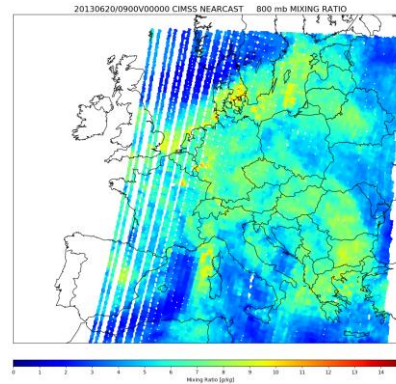 20130620/0900V00000 CIMSS NEARCAST 800 mb MIXING RATIO
0 1 2 3 4 5 6 7 8 9 10 11 12 13 14
Mixing Ratio [g/kg]